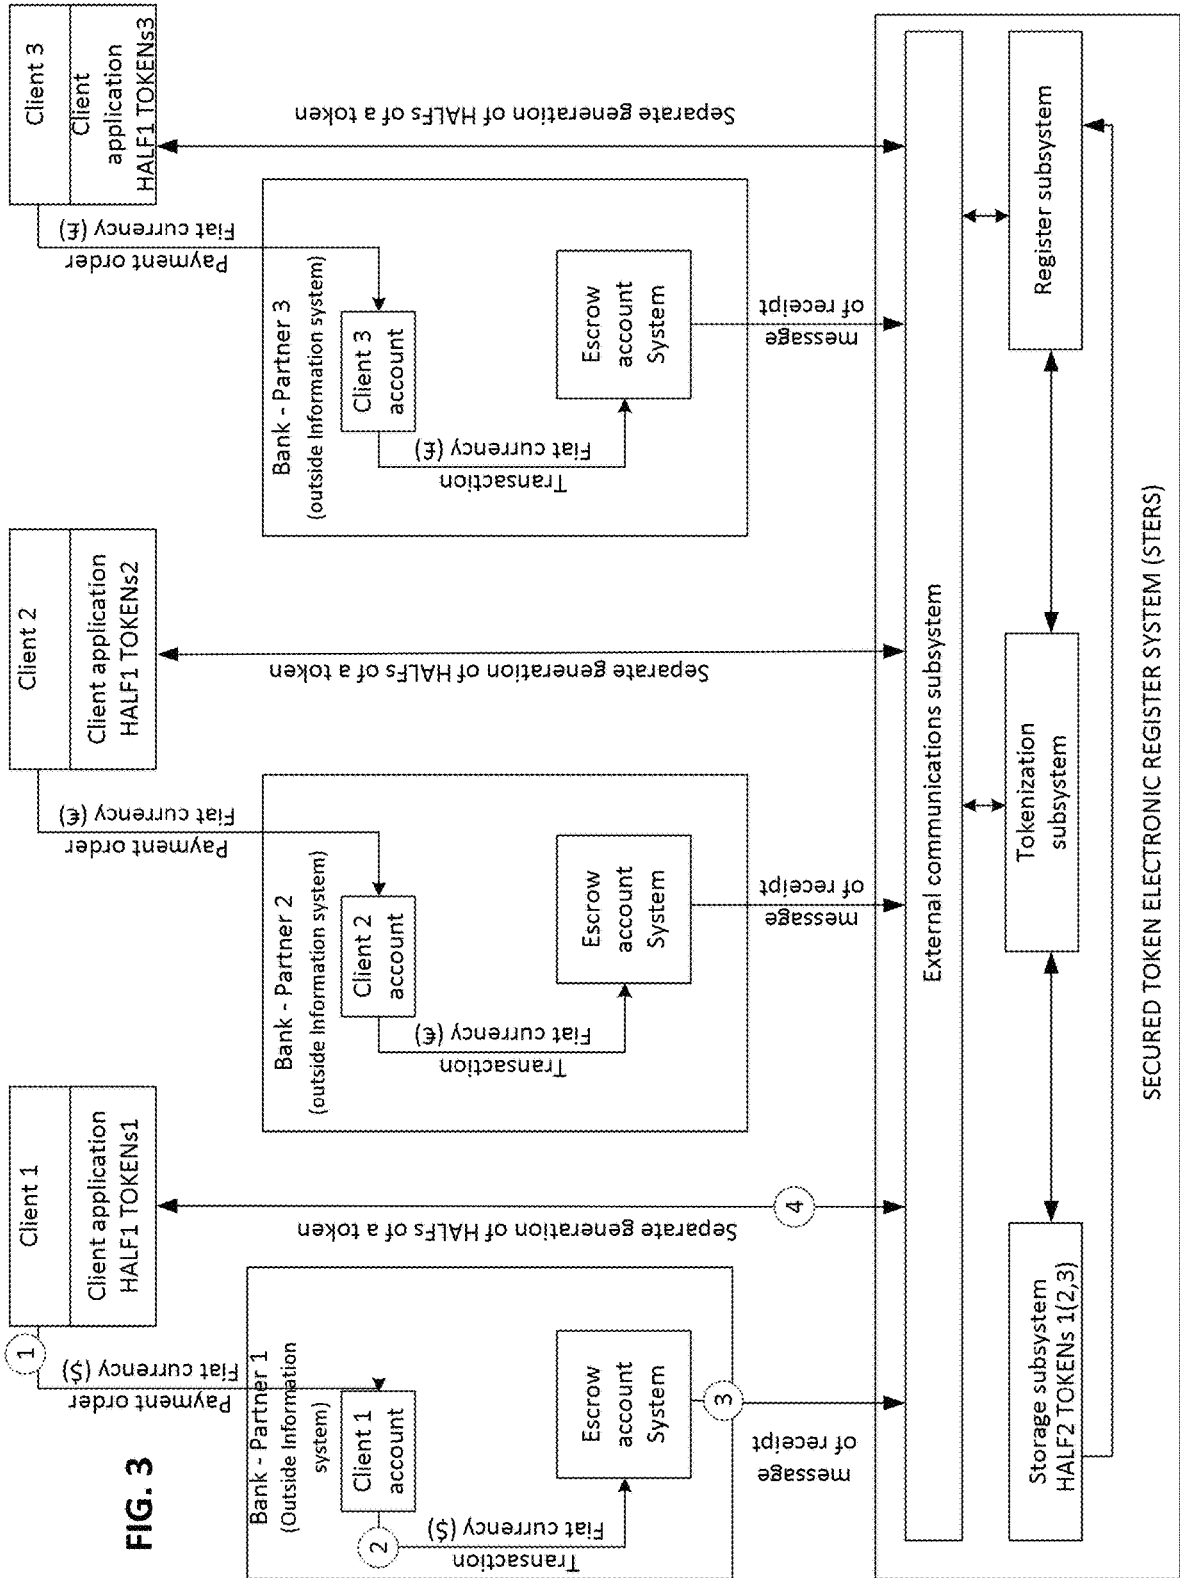 FIG. 3
Client 1
Client application
HALF1 TOKENs1
Client 2
Client application
HALF1 TOKENs2
Client 3
Client
application
HALF1 TOKENs3
1
Payment order
Fiat currency ($)
Payment order
Fiat currency (€)
Payment order
Fiat currency (£)
Bank - Partner 1
(Outside Information
system)
Client 1
account
2
Transaction
Fiat currency ($)
Escrow
account
System
3
message
of receipt
Separate generation of HALFs of a token
4
Bank - Partner 2
(outside Information system)
Client 2
account
Transaction
Fiat currency (€)
Escrow
account
System
message
of receipt
Separate generation of HALFs of a token
Bank - Partner 3
(outside Information system)
Client 3
account
Transaction
Fiat currency (£)
Escrow
account
System
message
of receipt
Separate generation of HALFs of a token
External communications subsystem
Storage subsystem
HALF2 TOKENs 1(2,3)
Tokenization
subsystem
Register subsystem
SECURED TOKEN ELECTRONIC REGISTER SYSTEM (STERS)